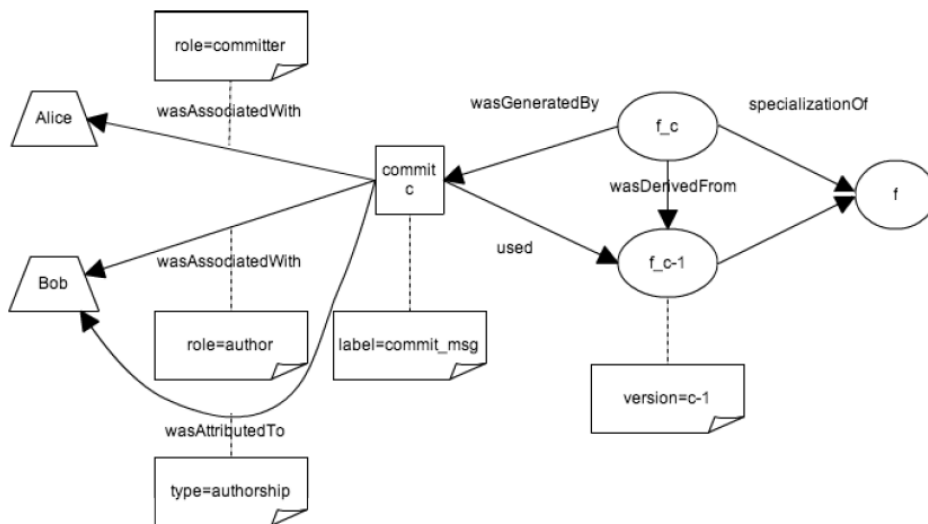 role=committer
wasAssociatedWith
Alice
wasGeneratedBy
specializationOf
f_c
commit
c
wasDerivedFrom
f
used
f_c-1
wasAssociatedWith
Bob
role=author
label=commit_msg
version=c-1
wasAttributedTo
type=authorship